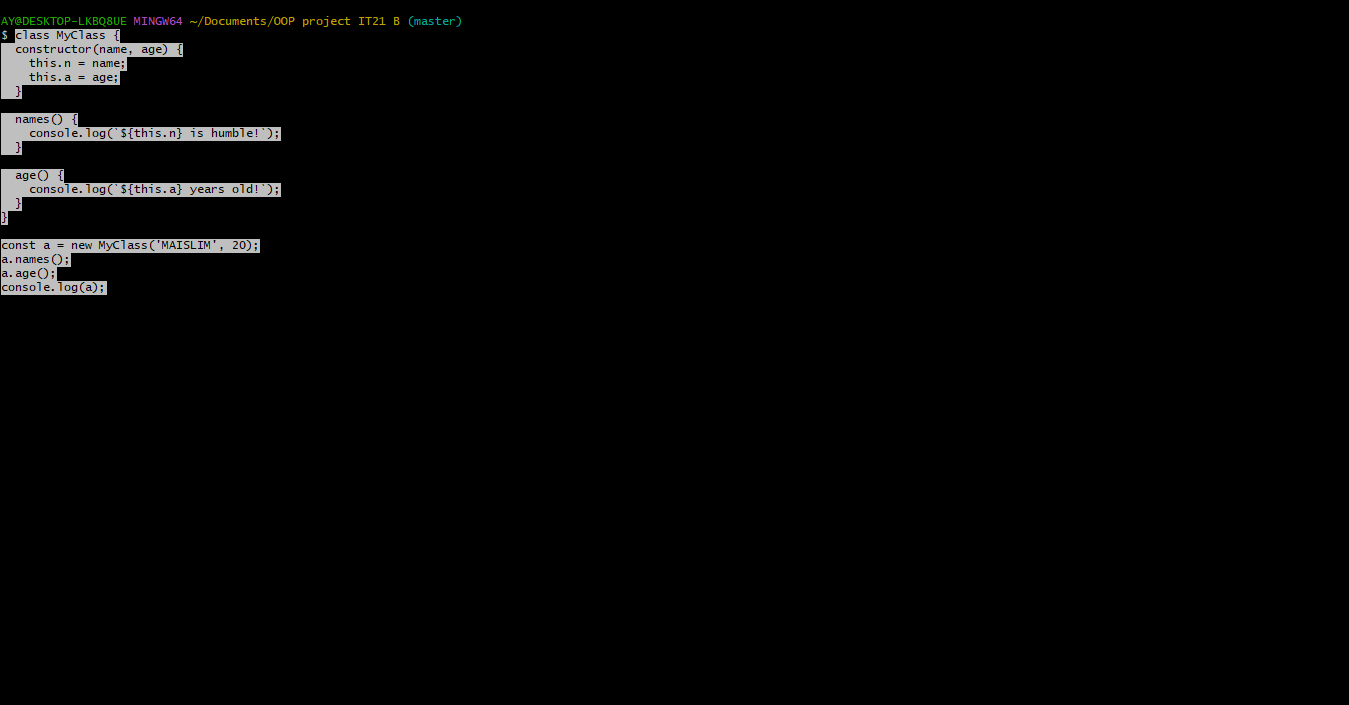 AY@DESKTOP-LKBQ8UE MINGW64 ~/Documents/OOP project IT21 B (master)
$ class MyClass {
  constructor(name, age) {
    this.n = name;
    this.a = age;
  }

  names() {
    console.log(`${this.n} is humble!`);
  }

  age() {
    console.log(`${this.a} years old!`);
  }
}

const a = new MyClass('MAISLIM', 20);
a.names();
a.age();
console.log(a);